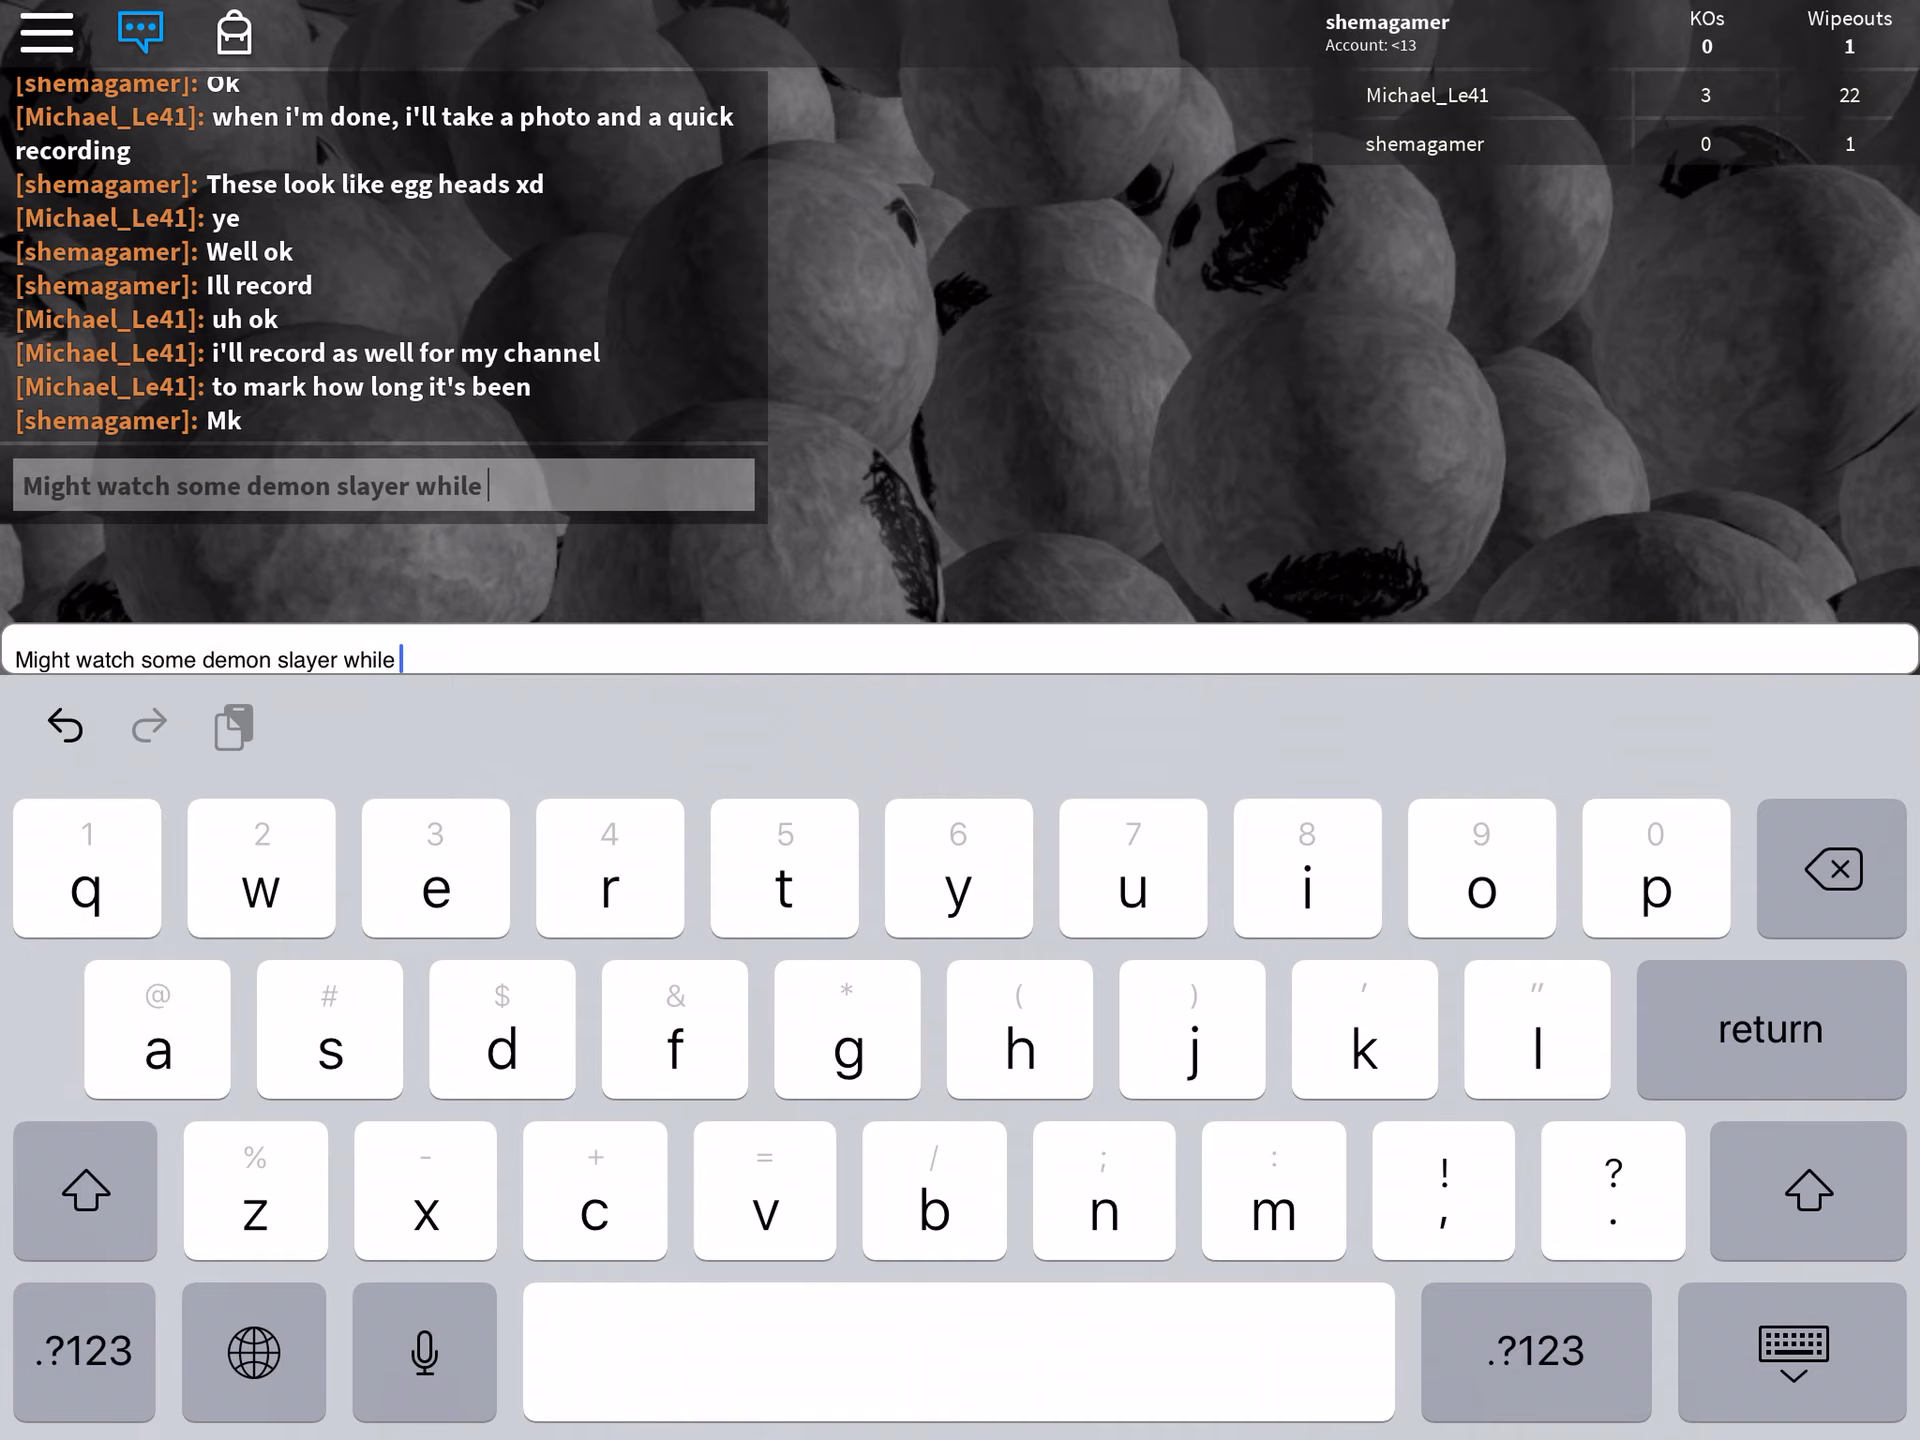 shemagamer
Account: <13
KOs
0
Wipeouts
1
Michael_Le41 3 22
shemagamer 0 1
[shemagamer]: Ok
[Michael_Le41]: when i'm done, i'll take a photo and a quick
recording
[shemagamer]: These look like egg heads xd
[Michael_Le41]: ye
[shemagamer]: Well ok
[shemagamer]: Ill record
[Michael_Le41]: uh ok
[Michael_Le41]: i'll record as well for my channel
[Michael_Le41]: to mark how long it's been
[shemagamer]: Mk
Might watch some demon slayer while
Might watch some demon slayer while
1 2 3 4 5 6 7 8 9 0
q w e r t y u i o p
@ # $ & * ( ) ' "
a s d f g h j k l return
% - + = / ; : ! ?
z x c v b n m , .
.?123 .?123